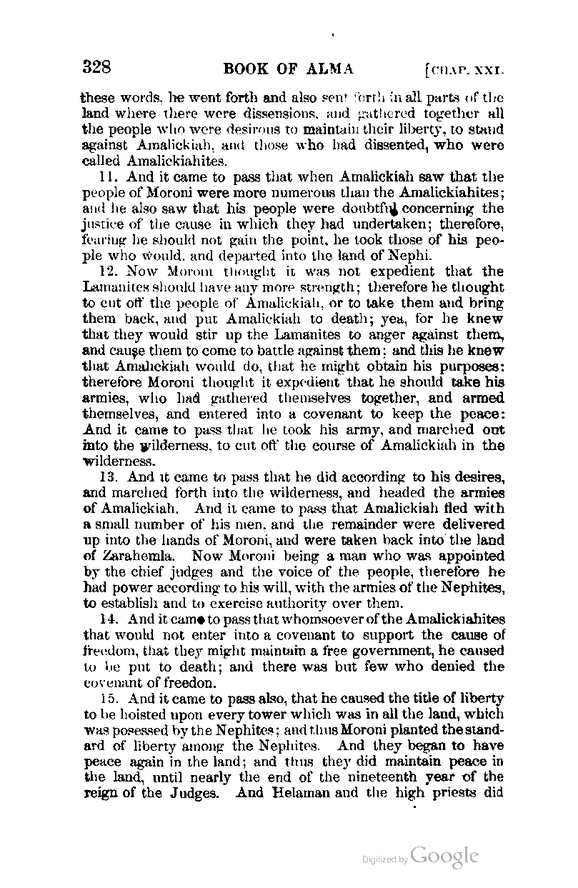 328 BOOK OF ALMA [CHAP. XXI.
these words, he went forth and also sent forth in all parts of the
land where there were dissensions, and gathered together all
the people who were desirous to maintain their liberty, to stand
against Amalickiah, and those who had dissented, who were
called Amalickiahites.
11. And it came to pass that when Amalickiah saw that the
people of Moroni were more numerous than the Amalickiahites;
and he also saw that his people were doubtful concerning the
justice of the cause in which they had undertaken; therefore,
fearing he should not gain the point, he took those of his peo-
ple who would, and departed into the land of Nephi.
12. Now Moroni thought it was not expedient that the
Lamanites should have any more strength; therefore he thought
to cut off the people of Amalickiah, or to take them and bring
them back, and put Amalickiah to death; yea, for he knew
that they would stir up the Lamanites to anger against them,
and cause them to come to battle against them; and this he knew
that Amalickiah would do, that he might obtain his purposes;
therefore Moroni thought it expedient that he should take his
armies, who had gathered themselves together, and armed
themselves, and entered into a covenant to keep the peace:
And it came to pass that he took his army, and marched out
into the wilderness, to cut off the course of Amalickiah in the
wilderness.
13. And it came to pass that he did according to his desires,
and marched forth into the wilderness, and headed the armies
of Amalickiah. And it came to pass that Amalickiah fled with
a small number of his men, and the remainder were delivered
up into the hands of Moroni, and were taken back into the land
of Zarahemla. Now Moroni being a man who was appointed
by the chief judges and the voice of the people, therefore he
had power according to his will, with the armies of the Nephites,
to establish and to exercise authority over them.
14. And it came to pass that whomsoever of the Amalickiahites
that would not enter into a covenant to support the cause of
freedom, that they might maintain a free government, he caused
to be put to death; and there was but few who denied the
covenant of freedon.
15. And it came to pass also, that he caused the title of liberty
to be hoisted upon every tower which was in all the land, which
was posessed by the Nephites; and thus Moroni planted the stand-
ard of liberty among the Nephites. And they began to have
peace again in the land; and thus they did maintain peace in
the land, until nearly the end of the nineteenth year of the
reign of the Judges. And Helaman and the high priests did
Digitized by Google